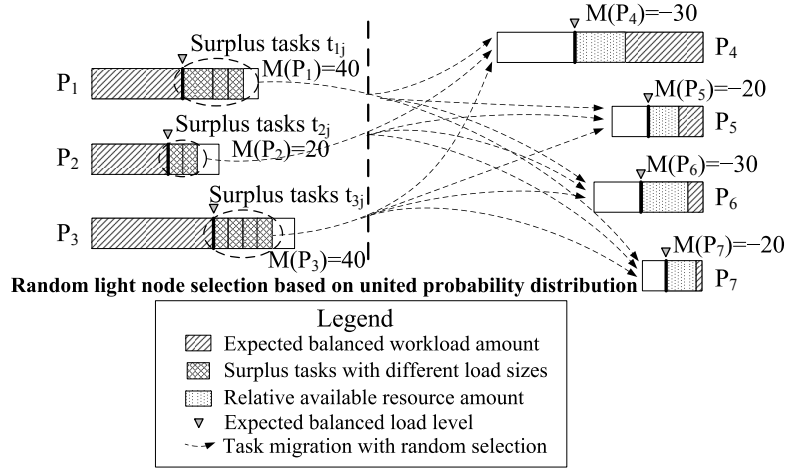 M(P4)=−30
Surplus tasks t1j
P4
M(P1)=40
P1
M(P5)=−20
P5
Surplus tasks t2j
M(P2)=20
P2
M(P6)=−30
P6
Surplus tasks t3j
P3
M(P7)=−20
M(P3)=40
P7
Random light node selection based on united probability distribution
Legend
Expected balanced workload amount
Surplus tasks with different load sizes
Relative available resource amount
Expected balanced load level
Task migration with random selection